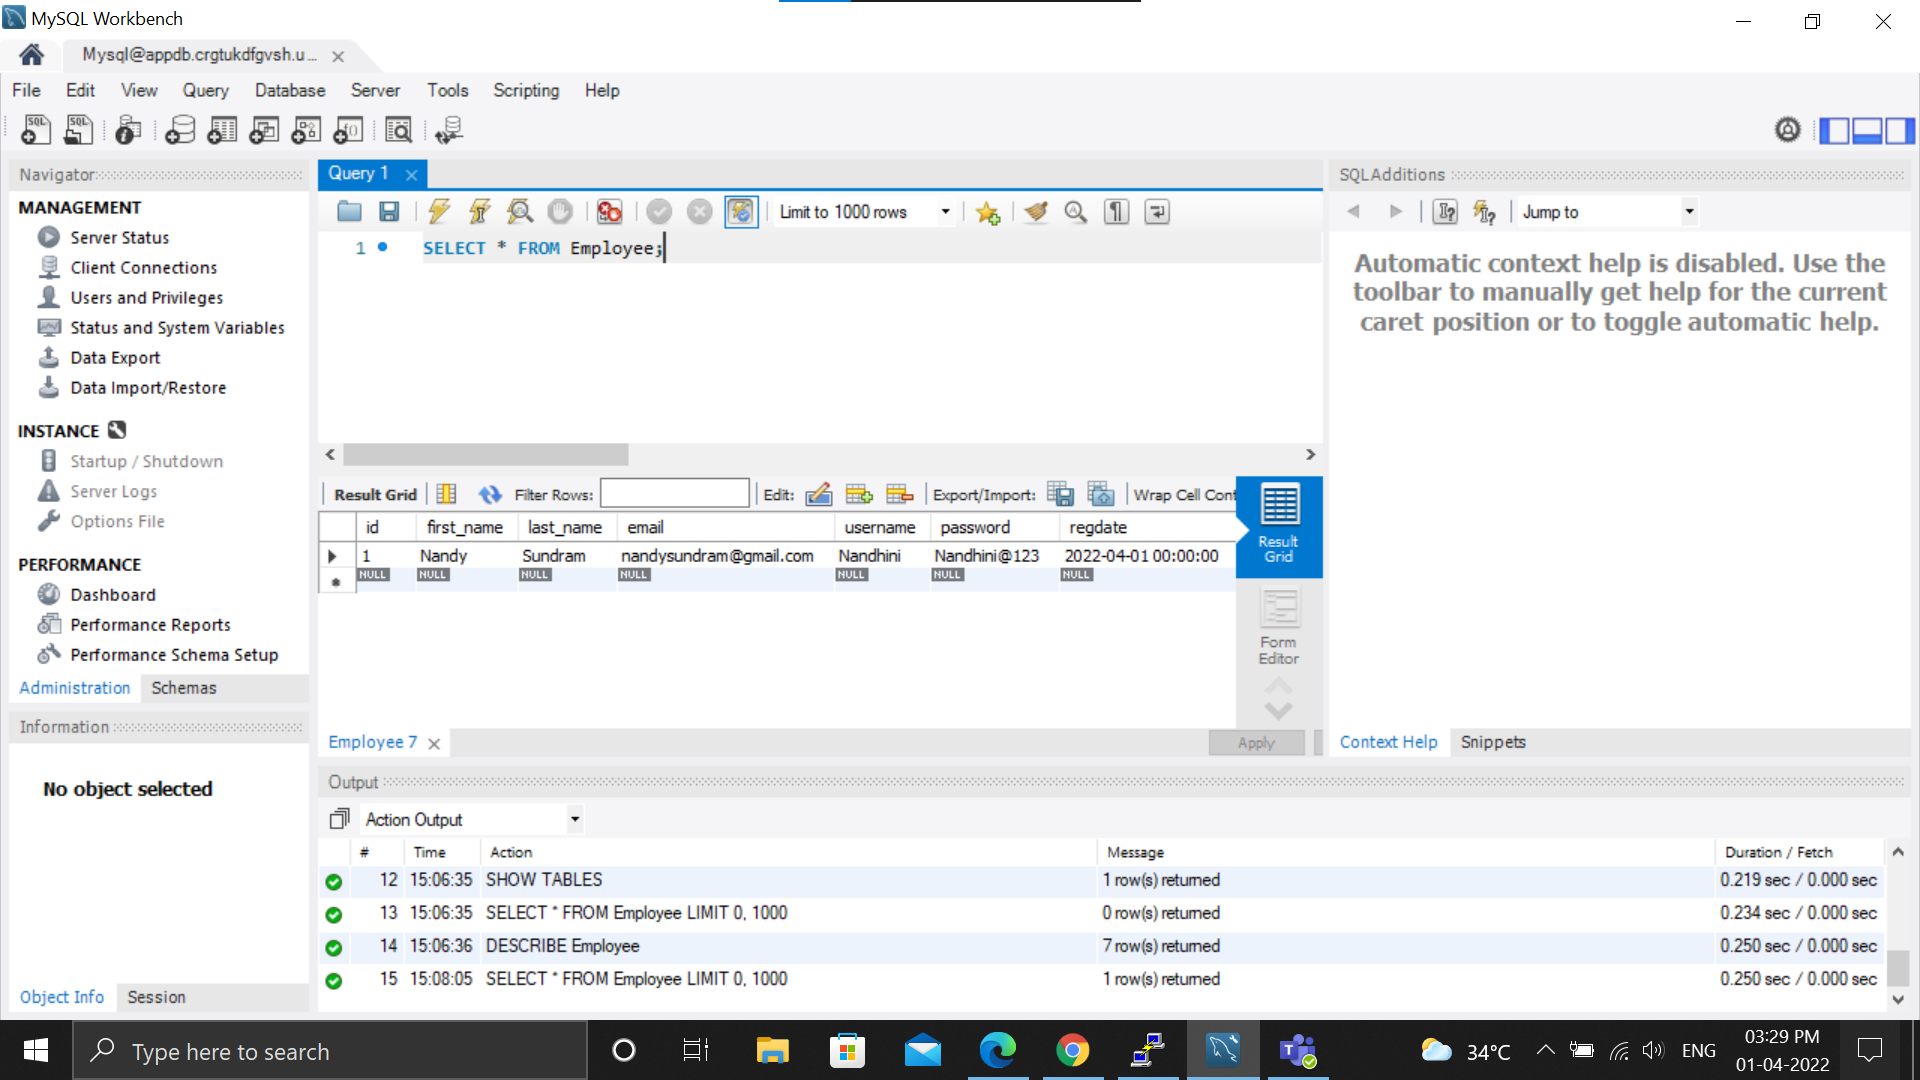 MySQL Workbench
Mysql@appdb.crgtukdfgvsh.u...
File Edit View Query Database Server Tools Scripting Help
Navigator
MANAGEMENT
Server Status
Client Connections
Users and Privileges
Status and System Variables
Data Export
Data Import/Restore
INSTANCE
Startup / Shutdown
Server Logs
Options File
PERFORMANCE
Dashboard
Performance Reports
Performance Schema Setup
Administration Schemas
Information
No object selected
Object Info Session
Query 1
Limit to 1000 rows
1 SELECT * FROM Employee;
Result Grid Filter Rows: Edit: Export/Import: Wrap Cell Cont
id first_name last_name email username password regdate
1 Nandy Sundram nandysundram@gmail.com Nandhini Nandhini@123 2022-04-01 00:00:00
NULL NULL NULL NULL NULL NULL NULL
Result
Grid
Form
Editor
Employee 7
Apply
SQLAdditions
Jump to
Automatic context help is disabled. Use the
toolbar to manually get help for the current
caret position or to toggle automatic help.
Context Help Snippets
Output
Action Output
# Time Action Message Duration / Fetch
12 15:06:35 SHOW TABLES 1 row(s) returned 0.219 sec / 0.000 sec
13 15:06:35 SELECT * FROM Employee LIMIT 0, 1000 0 row(s) returned 0.234 sec / 0.000 sec
14 15:06:36 DESCRIBE Employee 7 row(s) returned 0.250 sec / 0.000 sec
15 15:08:05 SELECT * FROM Employee LIMIT 0, 1000 1 row(s) returned 0.250 sec / 0.000 sec
Type here to search
34°C
ENG
03:29 PM
01-04-2022